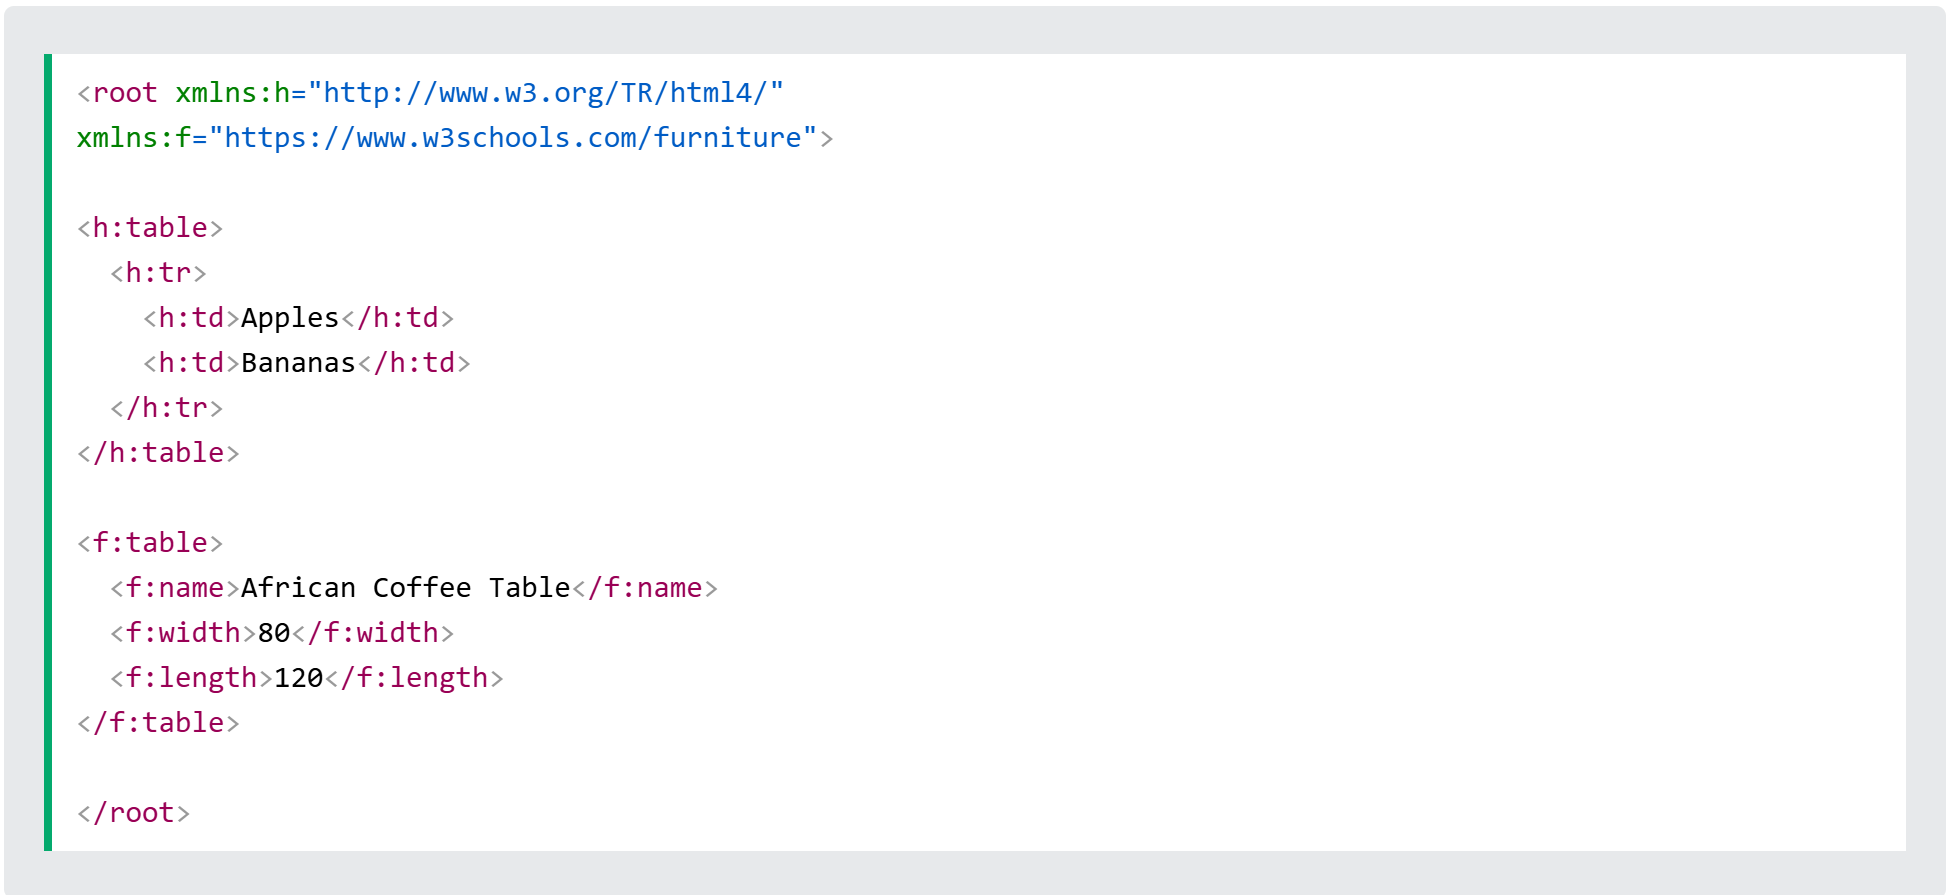 <root xmlns:h="http://www.w3.org/TR/html4/"
xmlns:f="https://www.w3schools.com/furniture">

<h:table>
  <h:tr>
    <h:td>Apples</h:td>
    <h:td>Bananas</h:td>
  </h:tr>
</h:table>

<f:table>
  <f:name>African Coffee Table</f:name>
  <f:width>80</f:width>
  <f:length>120</f:length>
</f:table>

</root>